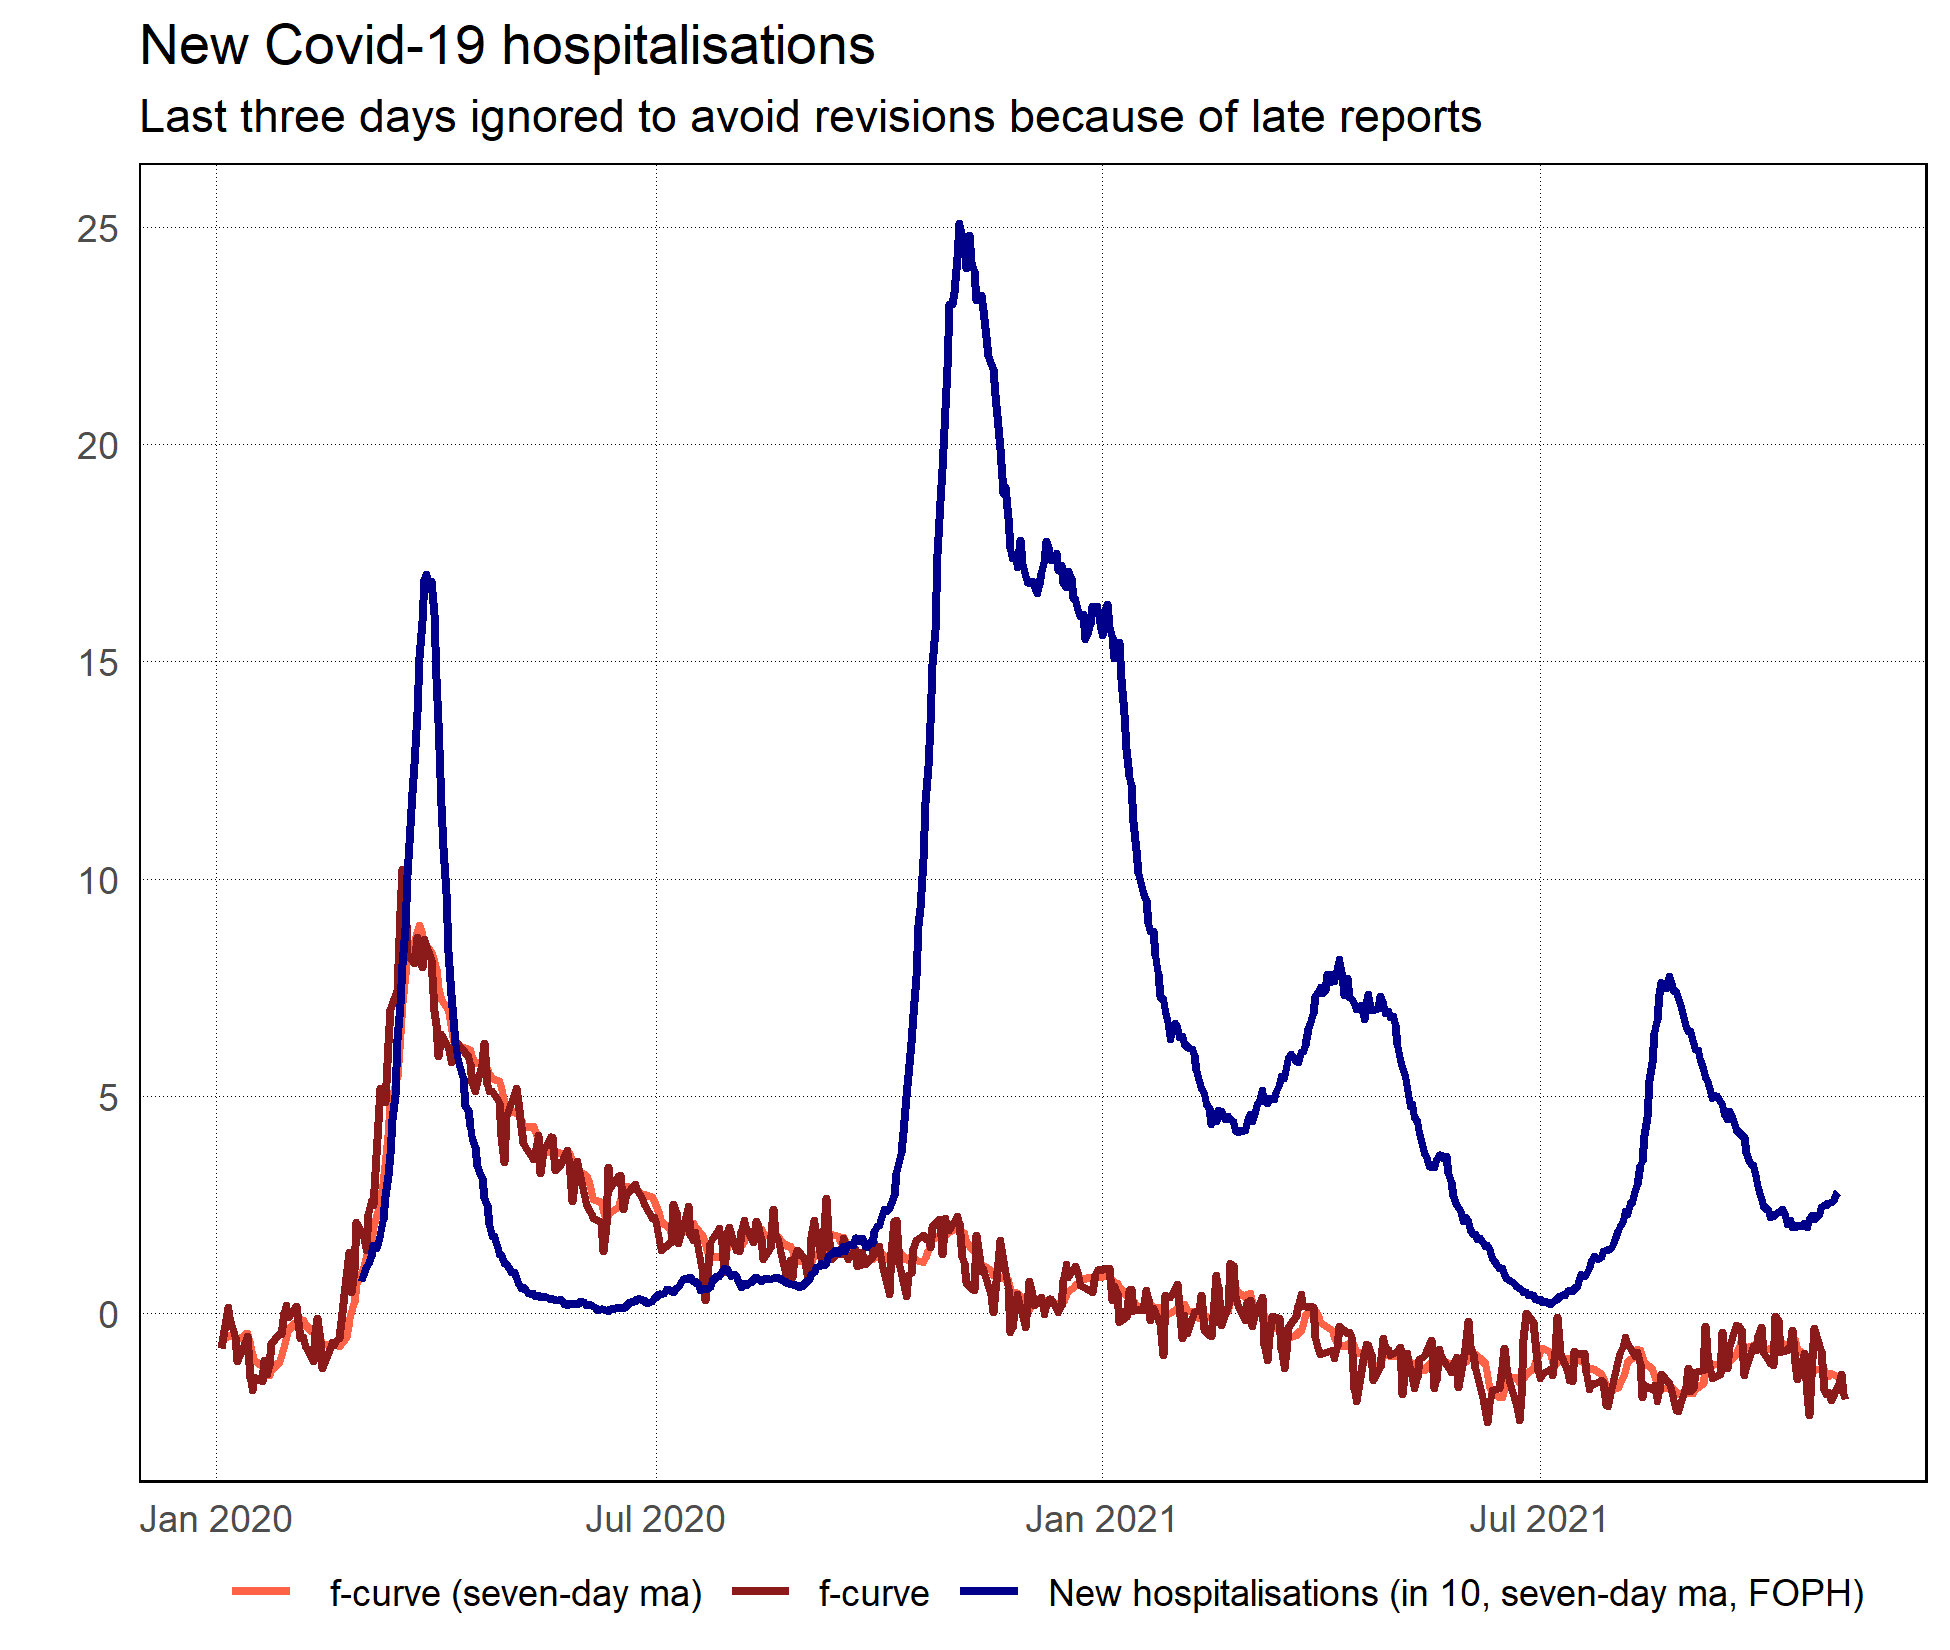 New Covid-19 hospitalisations
Last three days ignored to avoid revisions because of late reports
25
20
15
10
5
0
Jan 2020 Jul 2020 Jan 2021 Jul 2021
f-curve (seven-day ma) f-curve New hospitalisations (in 10, seven-day ma, FOPH)